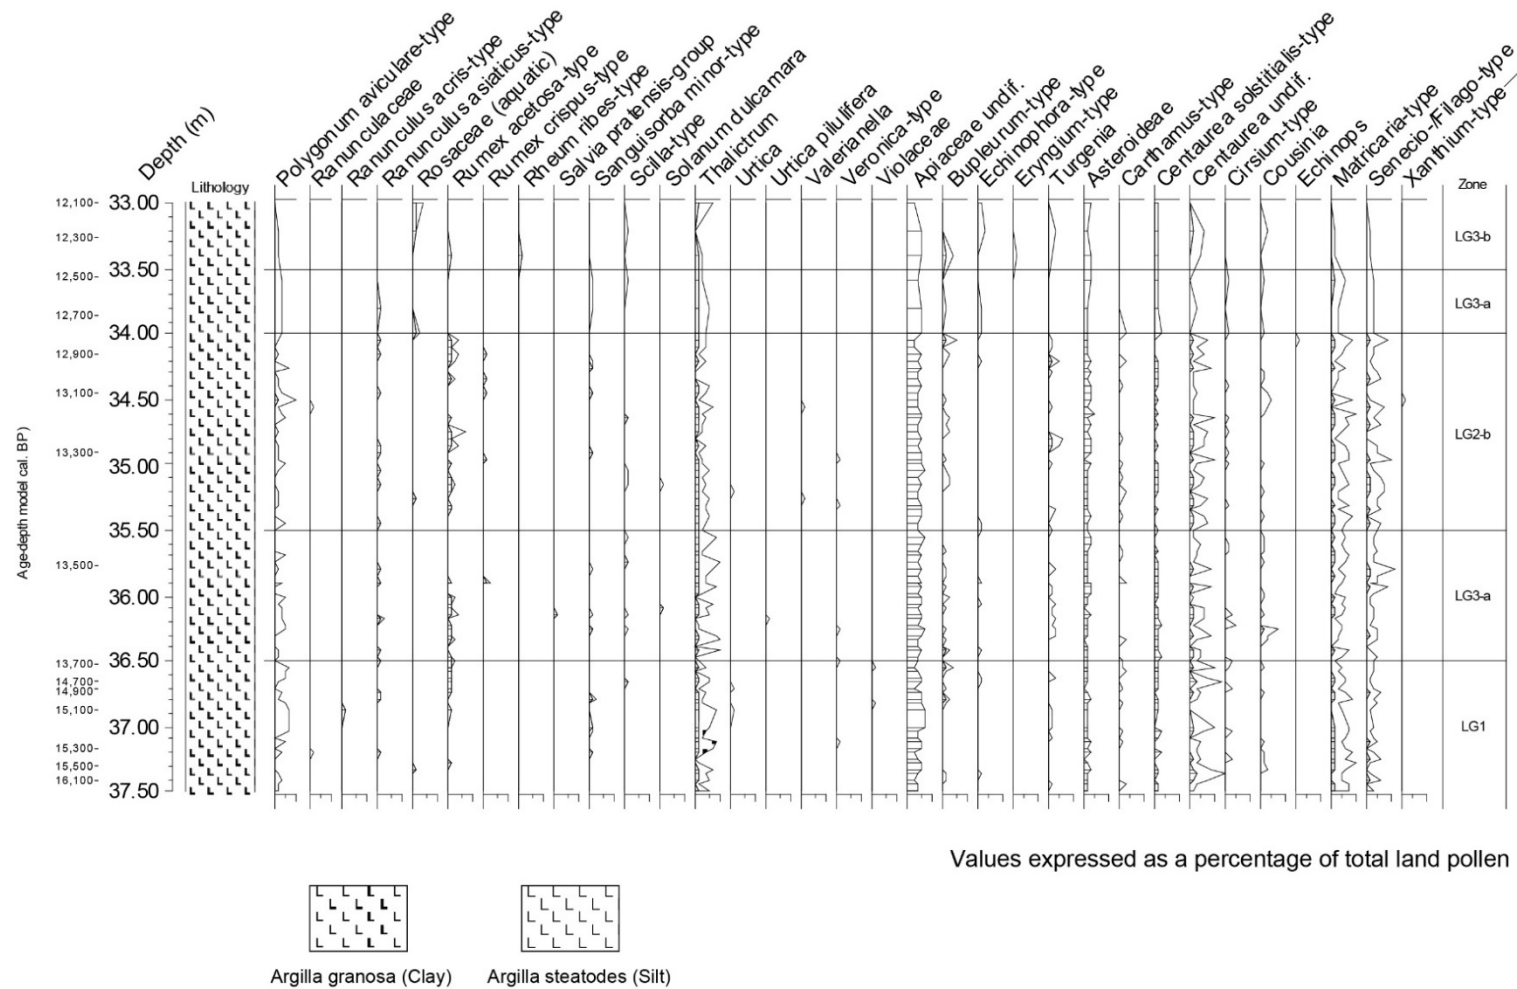 Polygonum aviculare-type
Ranunculaceae
Ranunculus acris-type
Ranunculus asiaticus-type
Rosaceae (aquatic)
Rumex acetosa-type
Rumex crispus-type
Rheum ribes-type
Salvia pratensis-group
Sanguisorba minor-type
Scilla-type
Solanum dulcamara
Thalictrum
Urtica
Urtica pilulifera
Valerianella
Veronica-type
Violaceae
Apiaceae undif.
Bupleurum-type
Echinophora-type
Eryngium-type
Turgenia
Asteroideae
Carthamus-type
Centaurea solstitialis-type
Centaurea undif.
Cirsium-type
Cousinia
Echinops
Matricaria-type
Senecio-/Filago-type
Xanthium-type
Depth (m)
Lithology
Zone
Age-depth model cal. BP)
12,100-
12,300-
12,500-
12,700-
12,900-
13,100-
13,300-
13,500-
13,700-
14,700-
14,900-
15,100-
15,300-
15,500-
16,100-
33.00
33.50
34.00
34.50
35.00
35.50
36.00
36.50
37.00
37.50
LG3-b
LG3-a
LG2-b
LG3-a
LG1
Values expressed as a percentage of total land pollen
Argilla granosa (Clay)
Argilla steatodes (Silt)